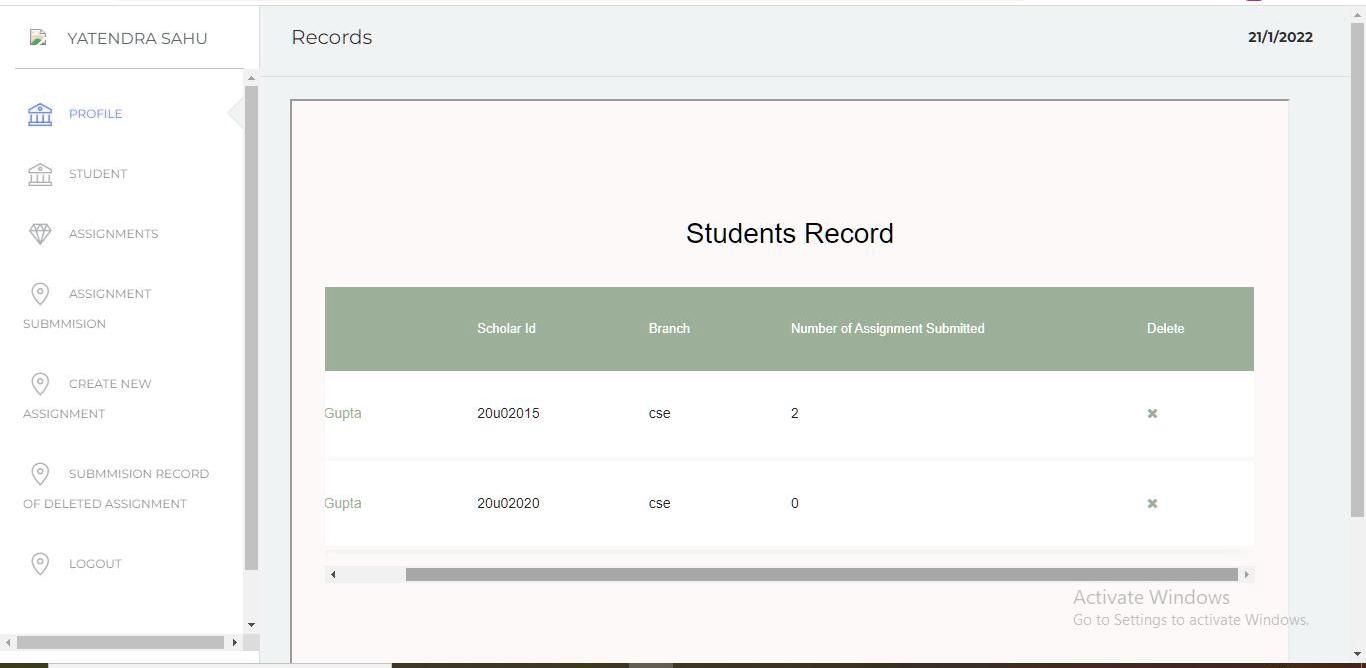 YATENDRA SAHU
Records
21/1/2022
PROFILE
STUDENT
ASSIGNMENTS
ASSIGNMENT
SUBMMISION
CREATE NEW
ASSIGNMENT
SUBMMISION RECORD
OF DELETED ASSIGNMENT
LOGOUT
Students Record
Scholar Id Branch Number of Assignment Submitted Delete
Gupta 20u02015 cse 2
Gupta 20u02020 cse 0
Activate Windows
Go to Settings to activate Windows.